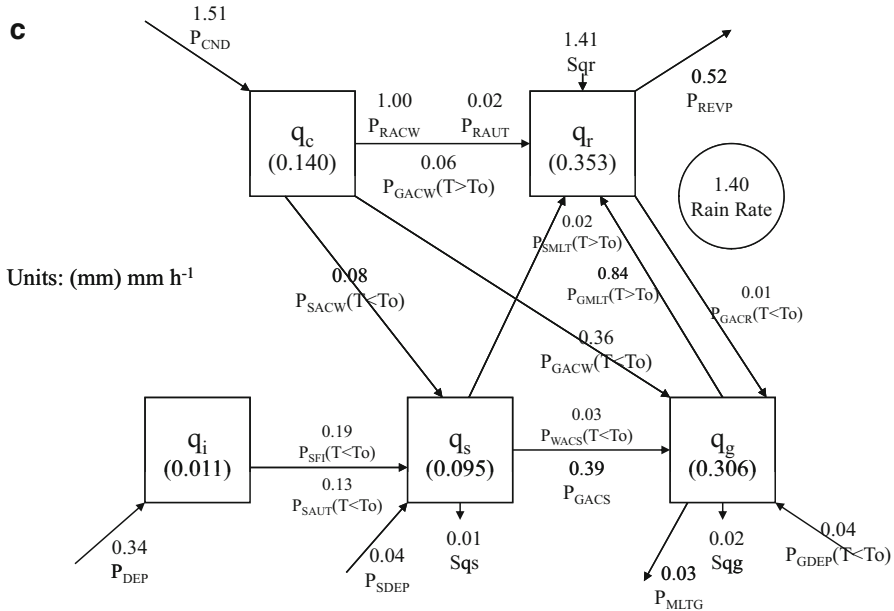 c
1.51
P_CND
1.41
Sqr
0.52
P_REVP
q_c
(0.140)
1.00
P_RACW
0.02
P_RAUT
0.06
P_GACW(T>To)
q_r
(0.353)
1.40
Rain Rate
Units: (mm) mm h⁻¹
0.08
P_SACW(T<To)
0.02
P_SMLT(T>To)
0.84
P_GMLT(T>To)
0.01
P_GACR(T<To)
0.36
P_GACW(T<To)
q_i
(0.011)
0.19
P_SFI(T<To)
0.13
P_SAUT(T<To)
q_s
(0.095)
0.03
P_WACS(T<To)
0.39
P_GACS
q_g
(0.306)
0.34
P_DEP
0.04
P_SDEP
0.01
Sqs
0.03
P_MLTG
0.02
Sqg
0.04
P_GDEP(T<To)